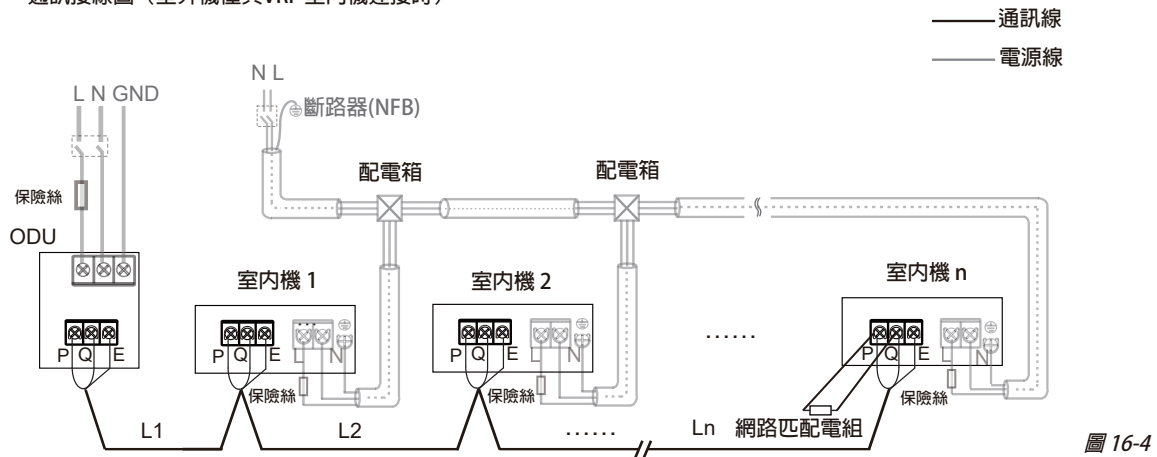 通訊線
電源線
N L
L N GND
斷路器(NFB)
配電箱
配電箱
保險絲
ODU
室內機 1
室內機 2
室內機 n
......
P Q E
P Q E
L N
P Q E
L N
P Q E
L N
保險絲
保險絲
保險絲
L1
L2
......
Ln
網路匹配電組
圖 16-4